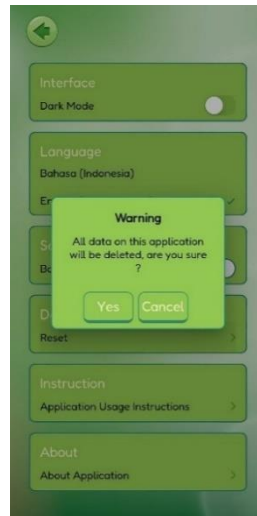 Interface
Dark Mode
Language
Bahasa (Indonesia)
Warning
All data on this application
will be deleted, are you sure
?
Yes
Cancel
Reset
Instruction
Application Usage Instructions
About
About Application